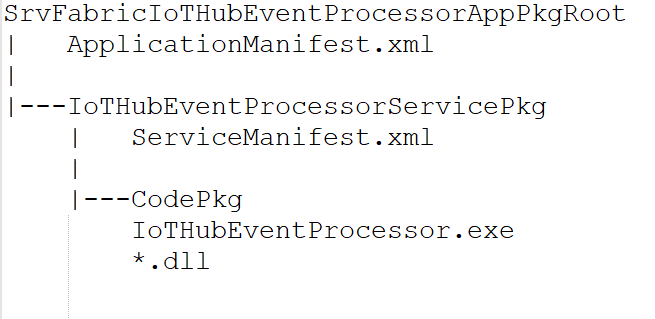 SrvFabricIoTHubEventProcessorAppPkgRoot
|   ApplicationManifest.xml
|
|---IoTHubEventProcessorServicePkg
    |   ServiceManifest.xml
    |
    |---CodePkg
        IoTHubEventProcessor.exe
        *.dll